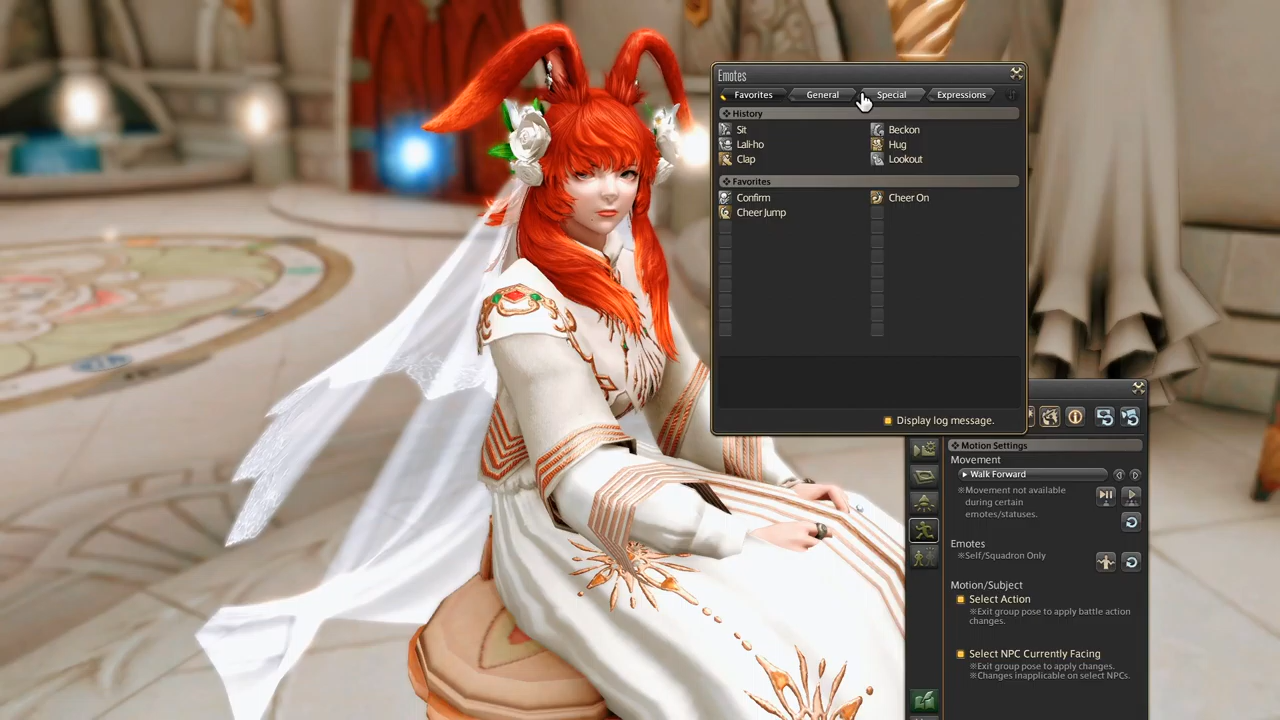 Emotes
Favorites General Special Expressions
History
Sit Beckon
Lali-ho Hug
Clap Lookout
Favorites
Confirm Cheer On
Cheer Jump
Display log message.
Motion Settings
Movement
Walk Forward
※Movement not available
during certain
emotes/statuses.
Emotes
※Self/Squadron Only
Motion/Subject
Select Action
※Exit group pose to apply battle action
changes.
Select NPC Currently Facing
※Exit group pose to apply changes.
※Changes inapplicable on select NPCs.